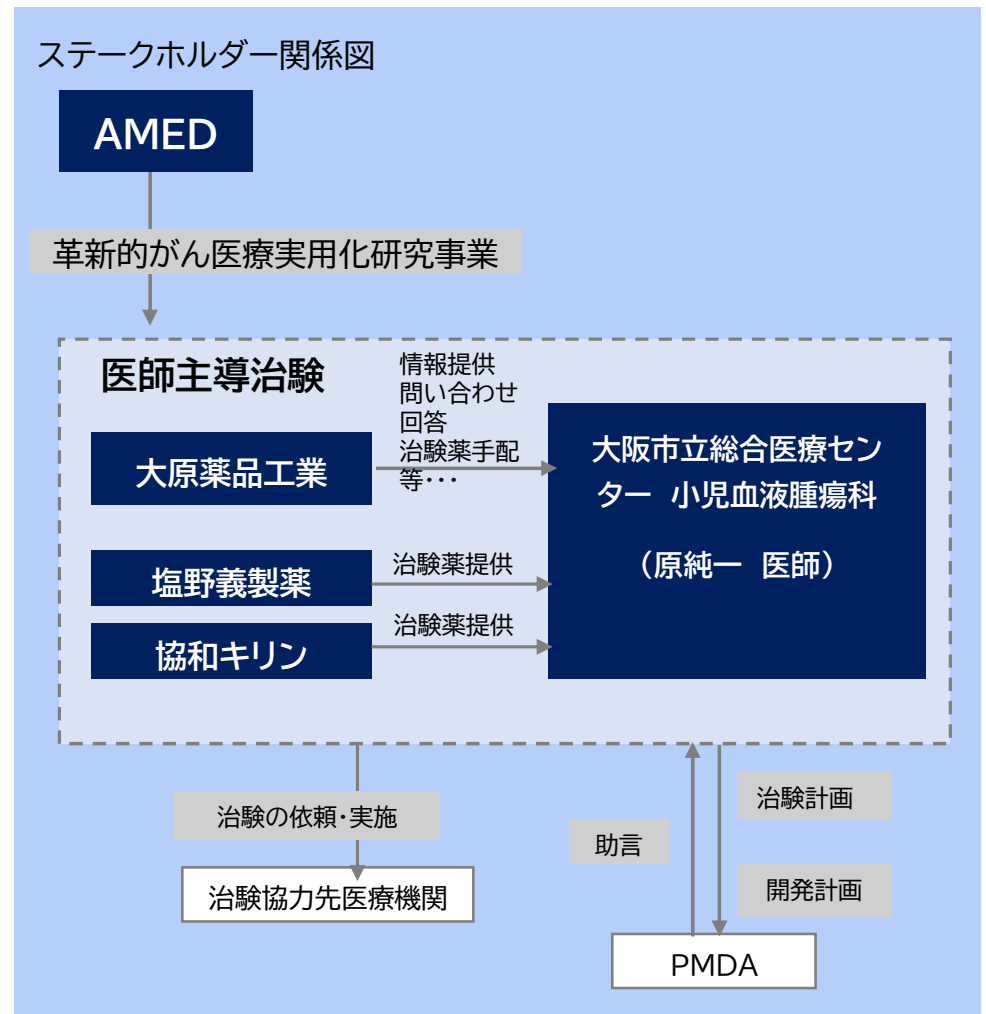 ステークホルダー関係図
AMED
革新的がん医療実用化研究事業
医師主導治験
情報提供
問い合わせ
回答
治験薬手配
等・・・
大原薬品工業
大阪市立総合医療セン
ター 小児血液腫瘍科
（原純一 医師）
塩野義製薬
治験薬提供
協和キリン
治験薬提供
治験の依頼・実施
治験協力先医療機関
助言
治験計画
開発計画
PMDA